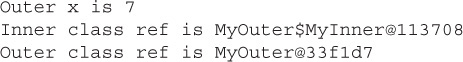 Outer x is 7
Inner class ref is MyOuter$MyInner@113708
Outer class ref is MyOuter@33f1d7